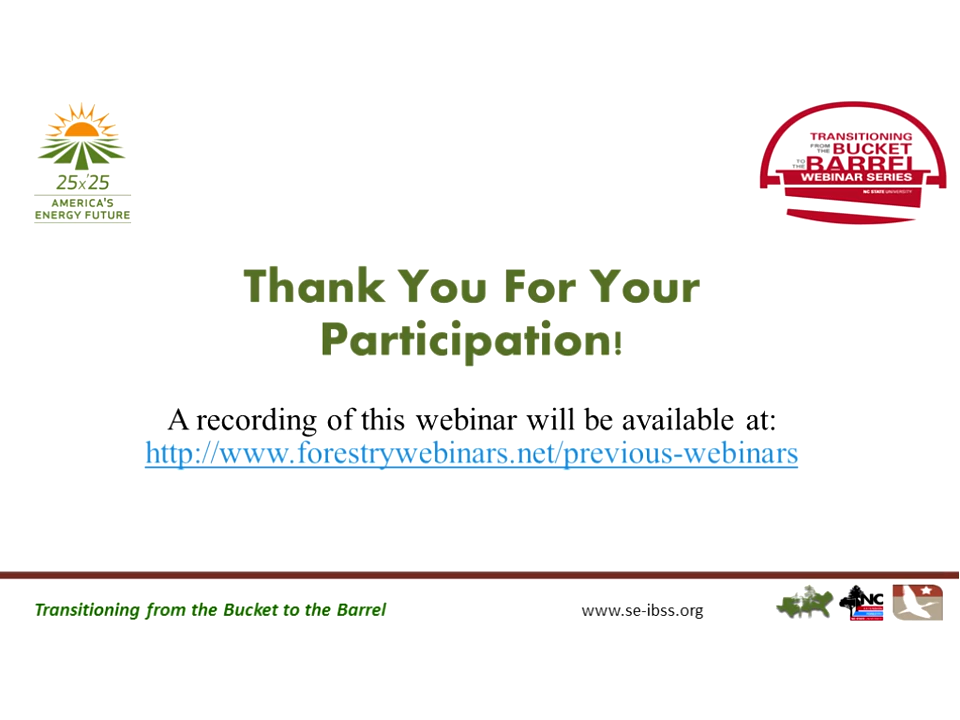 25x'25
AMERICA'S
ENERGY FUTURE
TRANSITIONING
FROM THE BUCKET
TO THE BARREL
WEBINAR SERIES
NC STATE UNIVERSITY
Thank You For Your
Participation!
A recording of this webinar will be available at:
http://www.forestrywebinars.net/previous-webinars
Transitioning from the Bucket to the Barrel
www.se-ibss.org
NC